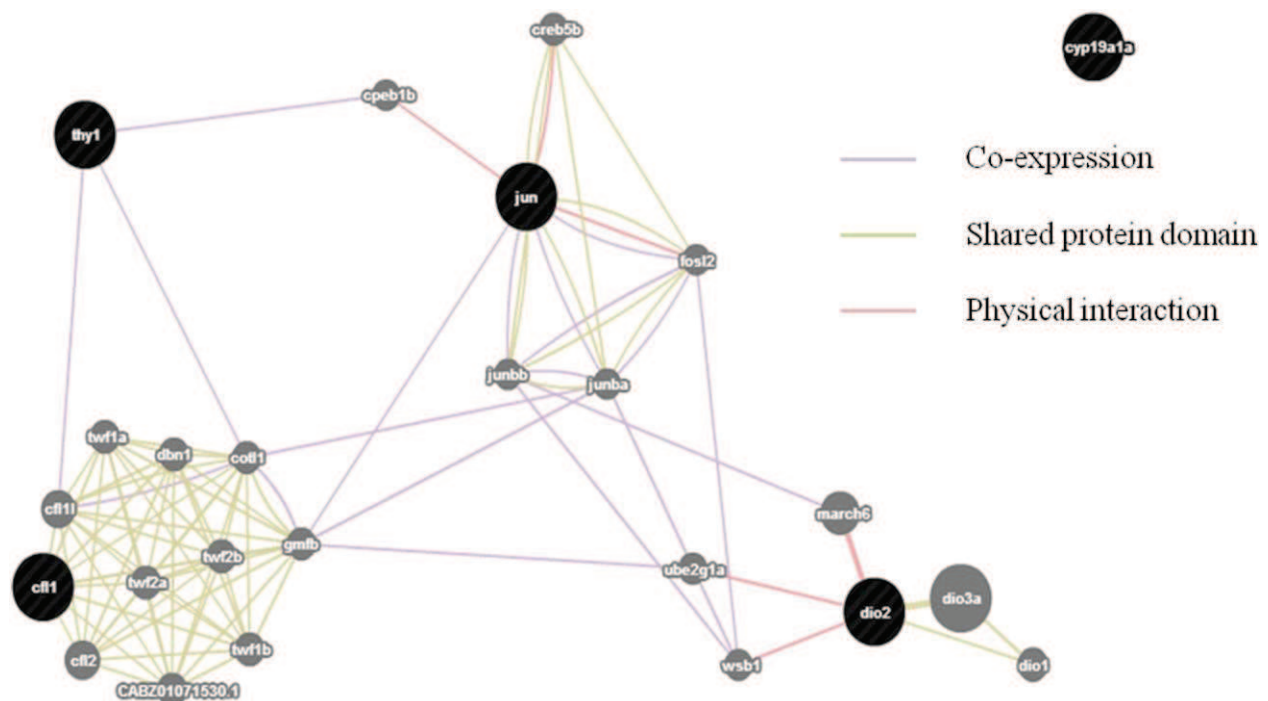 creb5b
cyp19a1a
cpeb1b
thy1
Co-expression
jun
Shared protein domain
fosl2
Physical interaction
junbb
junba
twf1a
dbn1
cotl1
cfl1l
march6
gmfb
twf2b
ube2g1a
twf2a
cfl1
dio3a
dio2
twf1b
cfl2
wsb1
dio1
CABZ01071530.1